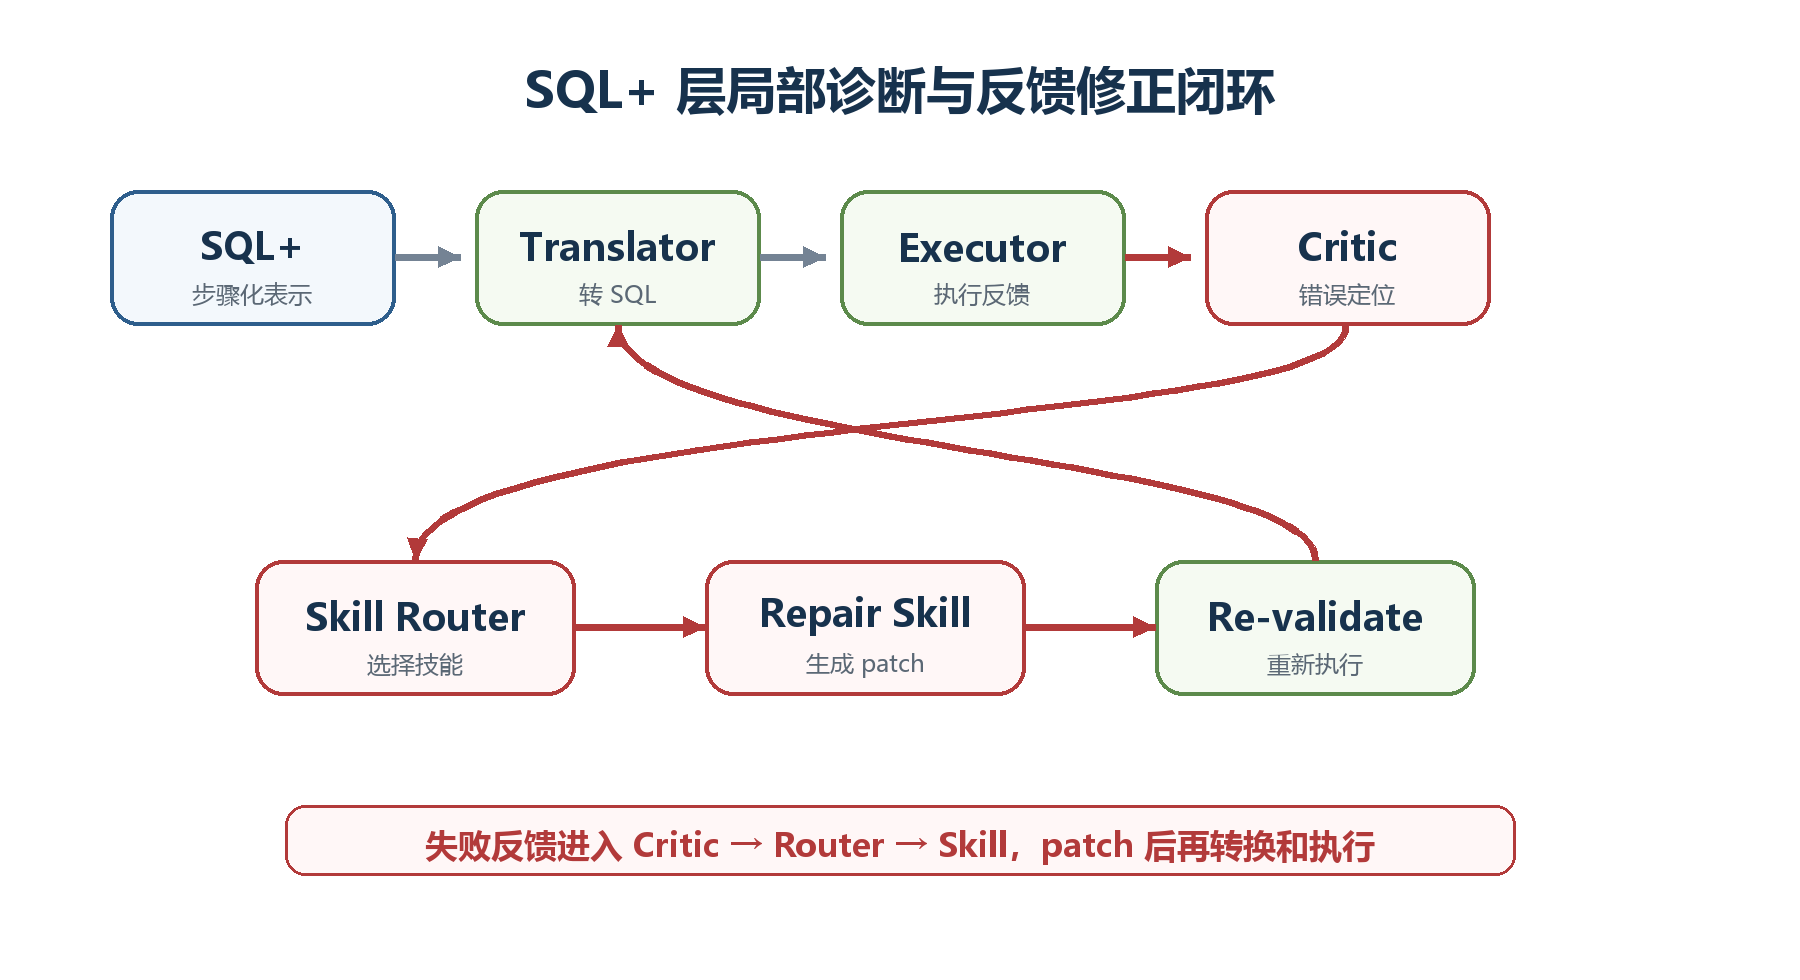 SQL+ 层局部诊断与反馈修正闭环
SQL+
步骤化表示
Translator
转 SQL
Executor
执行反馈
Critic
错误定位
Skill Router
选择技能
Repair Skill
生成 patch
Re-validate
重新执行
失败反馈进入 Critic → Router → Skill，patch 后再转换和执行